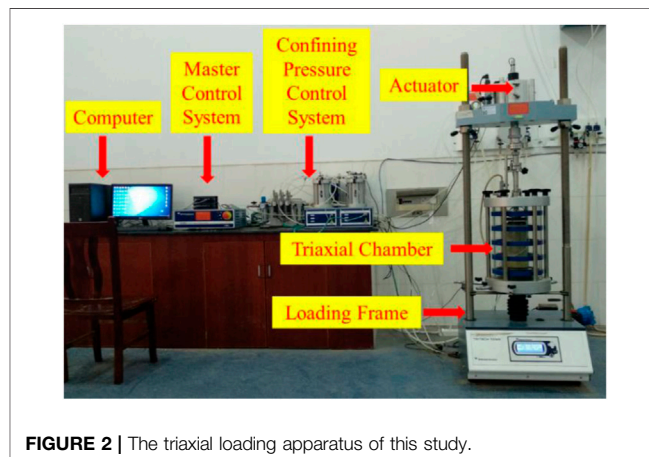 Confining
Pressure
Control
System
Master
Control
System
Computer
Actuator
Triaxial Chamber
Loading Frame
FIGURE 2 | The triaxial loading apparatus of this study.